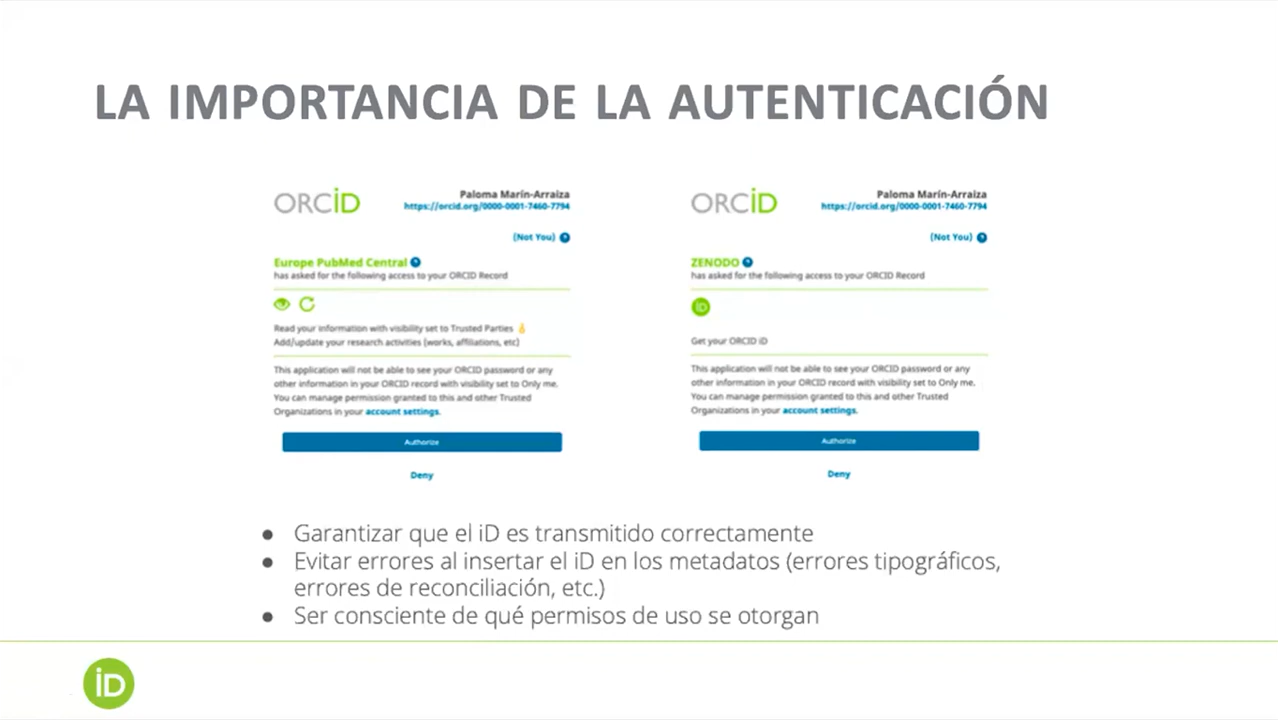 LA IMPORTANCIA DE LA AUTENTICACIÓN
ORCiD
Paloma Marín-Arraiza
https://orcid.org/0000-0001-7460-7794
(Not You)
Europe PubMed Central
has asked for the following access to your ORCID Record
Read your information with visibility set to Trusted Parties
Add/update your research activities (works, affiliations, etc)
This application will not be able to see your ORCID password or any
other information in your ORCID record with visibility set to Only me.
You can manage permission granted to this and other Trusted
Organizations in your account settings.
Authorize
Deny
ORCiD
Paloma Marín-Arraiza
https://orcid.org/0000-0001-7460-7794
(Not You)
ZENODO
has asked for the following access to your ORCID Record
iD
Get your ORCID iD
This application will not be able to see your ORCID password or any
other information in your ORCID record with visibility set to Only me.
You can manage permission granted to this and other Trusted
Organizations in your account settings.
Authorize
Deny
● Garantizar que el iD es transmitido correctamente
● Evitar errores al insertar el iD en los metadatos (errores tipográficos,
errores de reconciliación, etc.)
● Ser consciente de qué permisos de uso se otorgan
iD